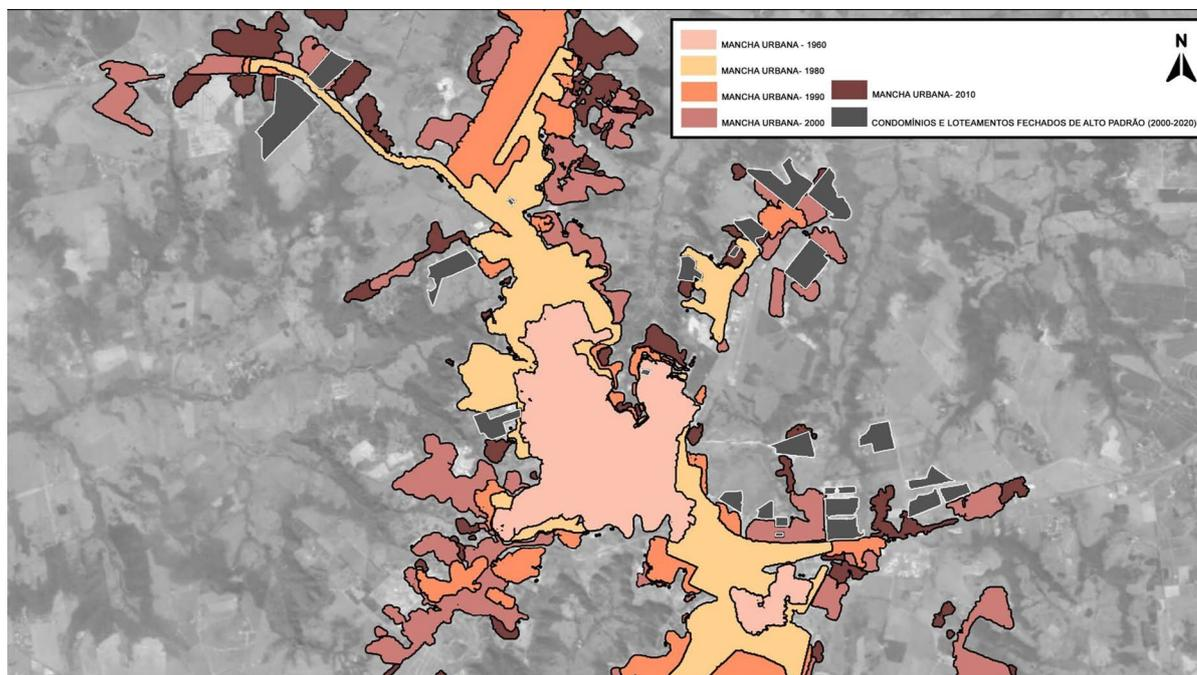 MANCHA URBANA - 1960
MANCHA URBANA- 1980
MANCHA URBANA- 1990
MANCHA URBANA- 2000
MANCHA URBANA- 2010
CONDOMÍNIOS E LOTEAMENTOS FECHADOS DE ALTO PADRÃO (2000-2020)
N